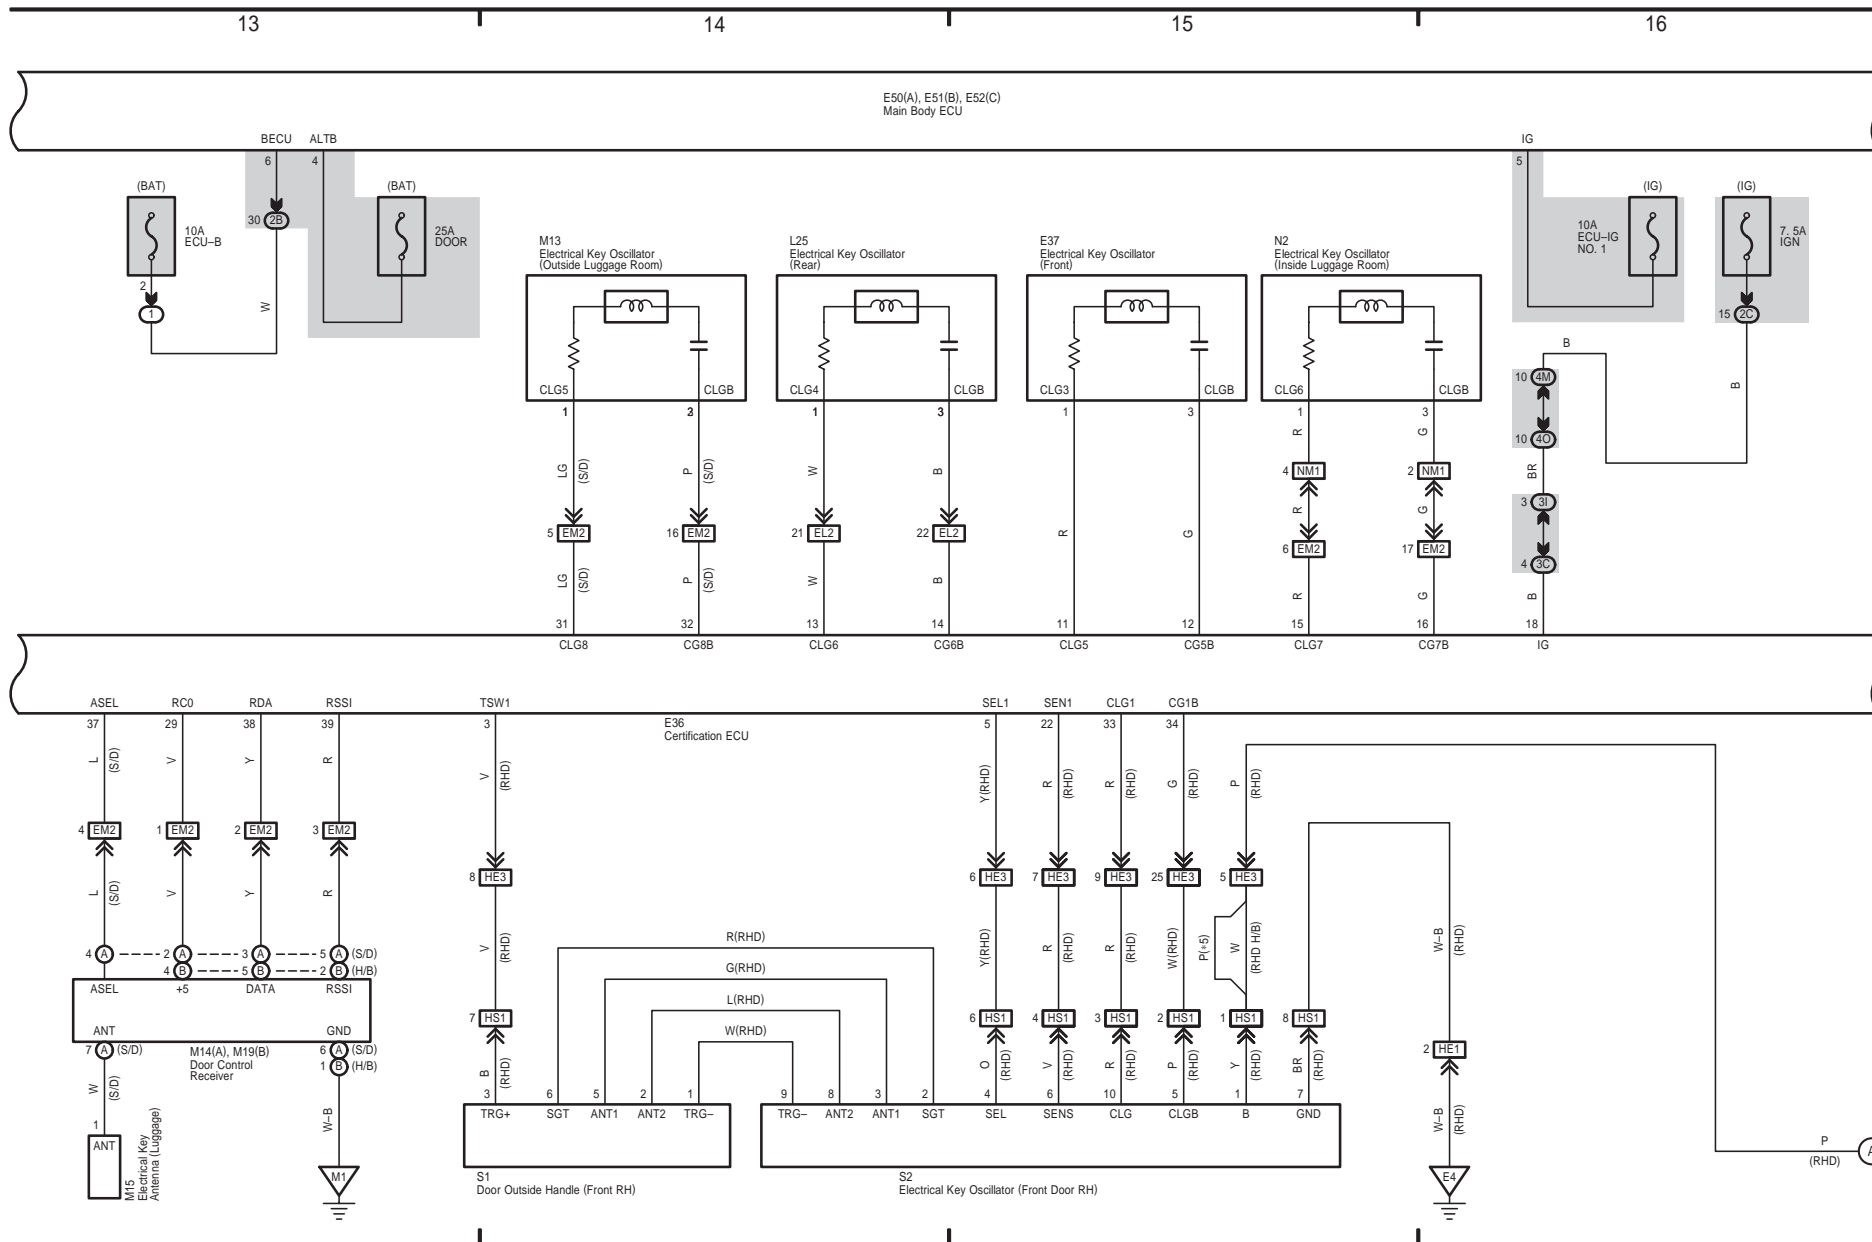 13
14
15
16
E50(A), E51(B), E52(C)
Main Body ECU
BECU
ALTB
IG
6
4
5
(BAT)
(BAT)
(IG)
(IG)
30
2B
10A
ECU–B
25A
DOOR
10A
ECU–IG
NO. 1
7. 5A
IGN
2
1
W
15
2C
M13
Electrical Key Oscillator
(Outside Luggage Room)
L25
Electrical Key Oscillator
(Rear)
E37
Electrical Key Oscillator
(Front)
N2
Electrical Key Oscillator
(Inside Luggage Room)
CLG5
CLGB
CLG4
CLGB
CLG3
CLGB
CLG6
CLGB
1
2
1
3
1
3
1
3
B
B
10
4M
10
4O
BR
3
3I
4
3C
B
R
G
4
NM1
2
NM1
LG
(S/D)
P
(S/D)
W
B
R
G
5
EM2
16
EM2
21
EL2
22
EL2
R
G
6
EM2
17
EM2
LG
(S/D)
P
(S/D)
W
B
R
G
31
32
13
14
11
12
15
16
18
CLG8
CG8B
CLG6
CG6B
CLG5
CG5B
CLG7
CG7B
IG
ASEL
RC0
RDA
RSSI
TSW1
SEL1
SEN1
CLG1
CG1B
37
29
38
39
3
5
22
33
34
E36
Certification ECU
L
(S/D)
V
Y
R
V
(RHD)
Y(RHD)
R
(RHD)
R
(RHD)
G
(RHD)
P
(RHD)
4
EM2
1
EM2
2
EM2
3
EM2
8
HE3
6
HE3
7
HE3
9
HE3
25
HE3
5
HE3
L
(S/D)
V
Y
R
V
(RHD)
Y(RHD)
R
(RHD)
R
(RHD)
W(RHD)
P(*5)
W
(RHD H/B)
W–B
(RHD)
R(RHD)
G(RHD)
L(RHD)
W(RHD)
4
A
2
A
3
A
5
A
(S/D)
4
B
5
B
2
B
(H/B)
ASEL
+5
DATA
RSSI
ANT
GND
7
A
(S/D)
6
A
(S/D)
1
B
(H/B)
M14(A), M19(B)
Door Control
Receiver
7
HS1
6
HS1
4
HS1
3
HS1
2
HS1
1
HS1
8
HS1
2
HE1
W
(S/D)
W–B
B
(RHD)
O
(RHD)
V
(RHD)
R
(RHD)
P
(RHD)
Y
(RHD)
BR
(RHD)
W–B
(RHD)
3
6
5
2
1
9
8
3
2
4
6
10
5
1
7
TRG+
SGT
ANT1
ANT2
TRG–
TRG–
ANT2
ANT1
SGT
SEL
SENS
CLG
CLGB
B
GND
1
ANT
M15
Electrical Key
Antenna (Luggage)
M1
S1
Door Outside Handle (Front RH)
S2
Electrical Key Oscillator (Front Door RH)
E4
P
(RHD)
A